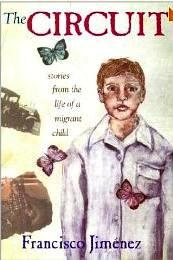 The
CIRCUIT
stories
from the
life of a
migrant
child
Francisco Jiménez